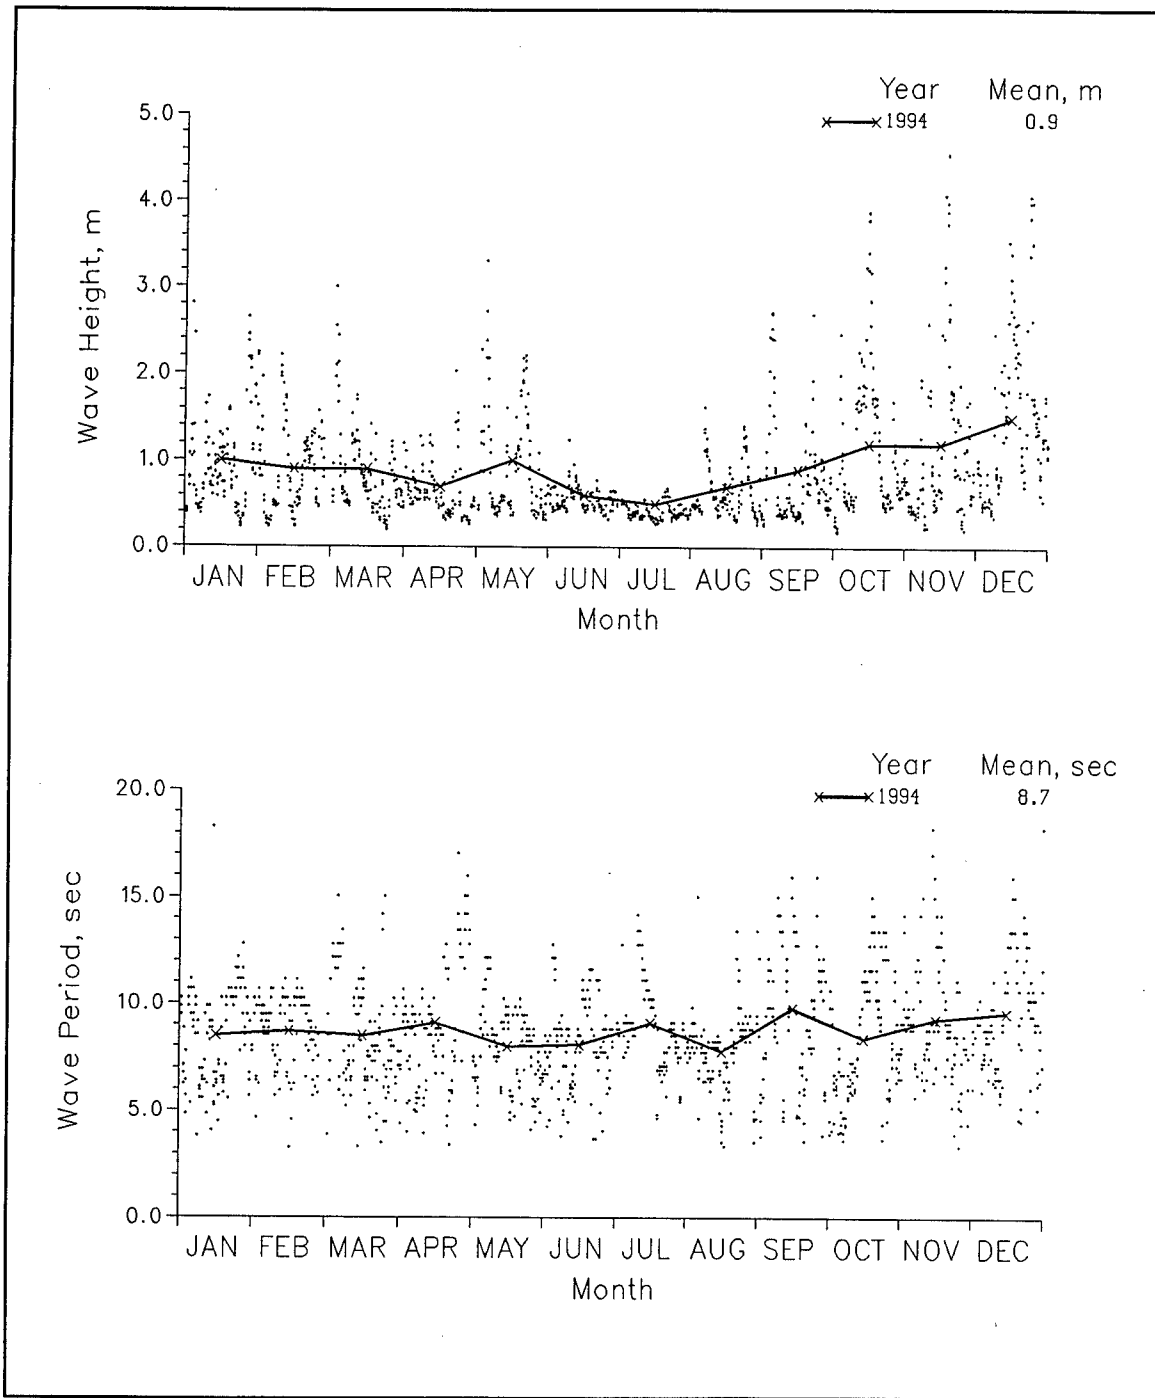 Year Mean, m
1994 0.9
5.0
4.0
3.0
2.0
1.0
0.0
Wave Height, m
JAN FEB MAR APR MAY JUN JUL AUG SEP OCT NOV DEC
Month
Year Mean, sec
1994 8.7
20.0
15.0
10.0
5.0
0.0
Wave Period, sec
JAN FEB MAR APR MAY JUN JUL AUG SEP OCT NOV DEC
Month